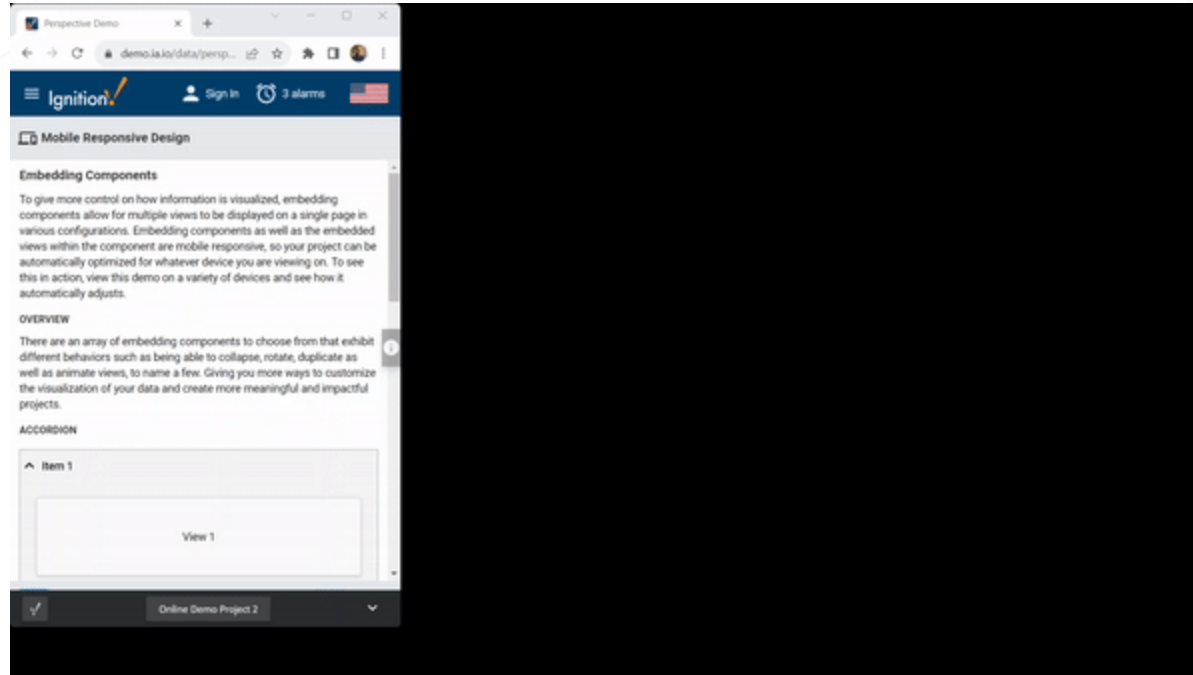 Perspective Demo
demo.ia.io/data/persp...
Ignition!
Sign In
3 alarms
Mobile Responsive Design
Embedding Components
To give more control on how information is visualized, embedding
components allow for multiple views to be displayed on a single page in
various configurations. Embedding components as well as the embedded
views within the component are mobile responsive, so your project can be
automatically optimized for whatever device you are viewing on. To see
this in action, view this demo on a variety of devices and see how it
automatically adjusts.
OVERVIEW
There are an array of embedding components to choose from that exhibit
different behaviors such as being able to collapse, rotate, duplicate as
well as animate views, to name a few. Giving you more ways to customize
the visualization of your data and create more meaningful and impactful
projects.
ACCORDION
Item 1
View 1
Online Demo Project 2